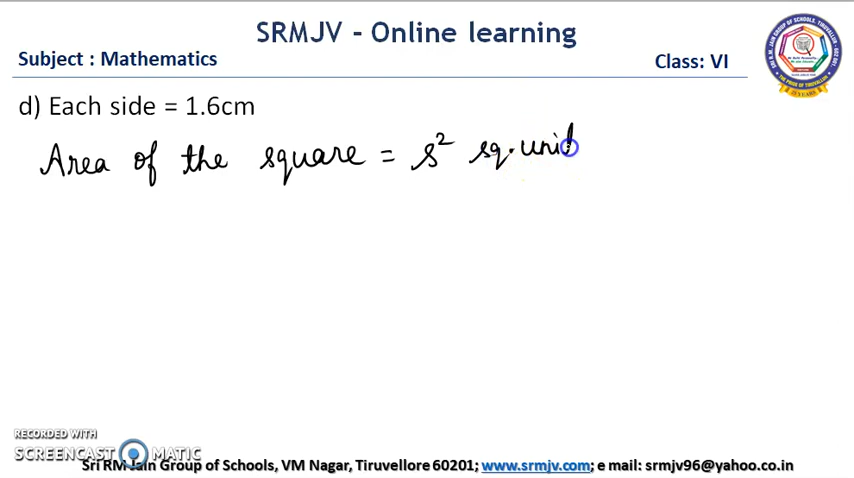 SRMJV - Online learning
Subject : Mathematics
Class: VI
d) Each side = 1.6cm
Area of the square = s² sq. unit
RECORDED WITH
SCREENCAST MATIC
Sri RM Jain Group of Schools, VM Nagar, Tiruvellore 60201; www.srmjv.com; e mail: srmjv96@yahoo.co.in